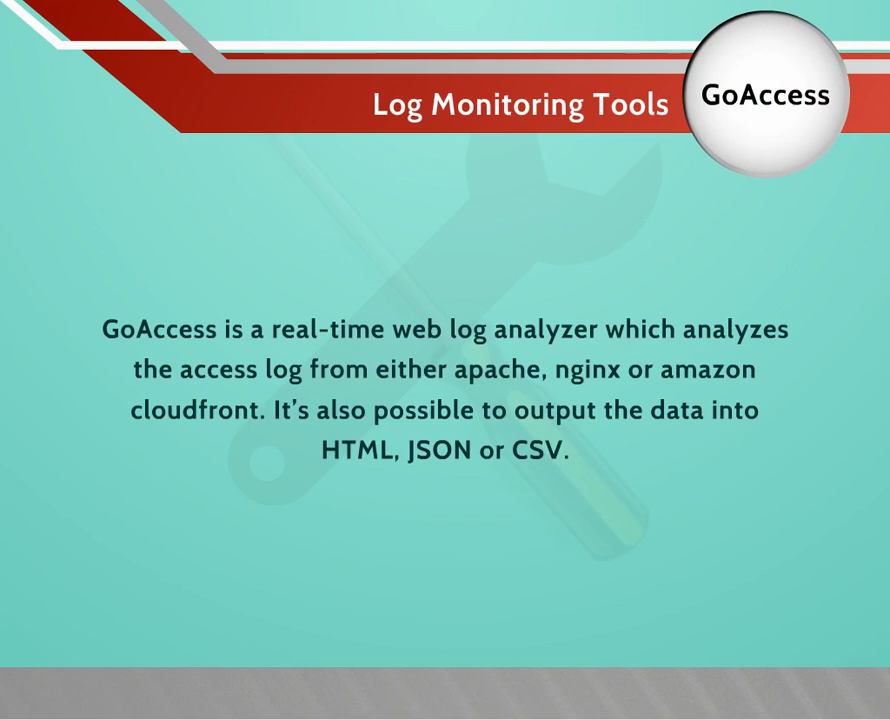 Log Monitoring Tools
GoAccess
GoAccess is a real-time web log analyzer which analyzes
the access log from either apache, nginx or amazon
cloudfront. It’s also possible to output the data into
HTML, JSON or CSV.